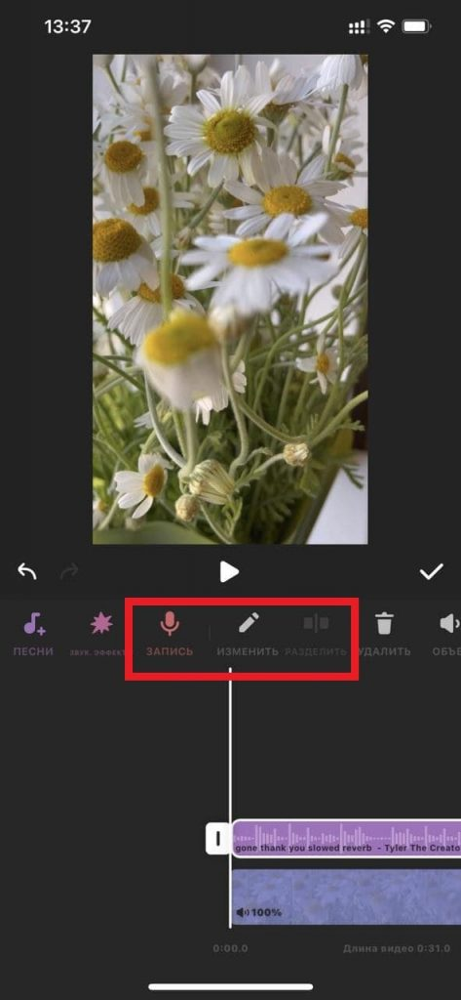 13:37
ПЕСНИ
ЗВУК. ЭФФЕКТ
ЗАПИСЬ
ИЗМЕНИТЬ
РАЗДЕЛИТЬ
УДАЛИТЬ
ОБЪЕ
gone thank you slowed reverb - Tyler The Creato
100%
0:00.0
Длина видео 0:31.0